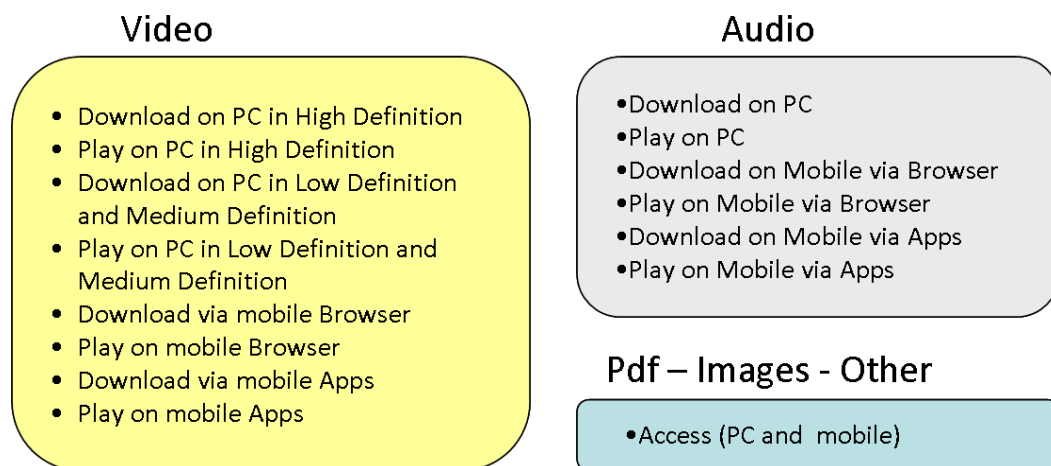 Video
• Download on PC in High Definition
• Play on PC in High Definition
• Download on PC in Low Definition
and Medium Definition
• Play on PC in Low Definition and
Medium Definition
• Download via mobile Browser
• Play on mobile Browser
• Download via mobile Apps
• Play on mobile Apps
Audio
•Download on PC
•Play on PC
•Download on Mobile via Browser
•Play on Mobile via Browser
•Download on Mobile via Apps
•Play on Mobile via Apps
Pdf – Images - Other
•Access (PC and mobile)